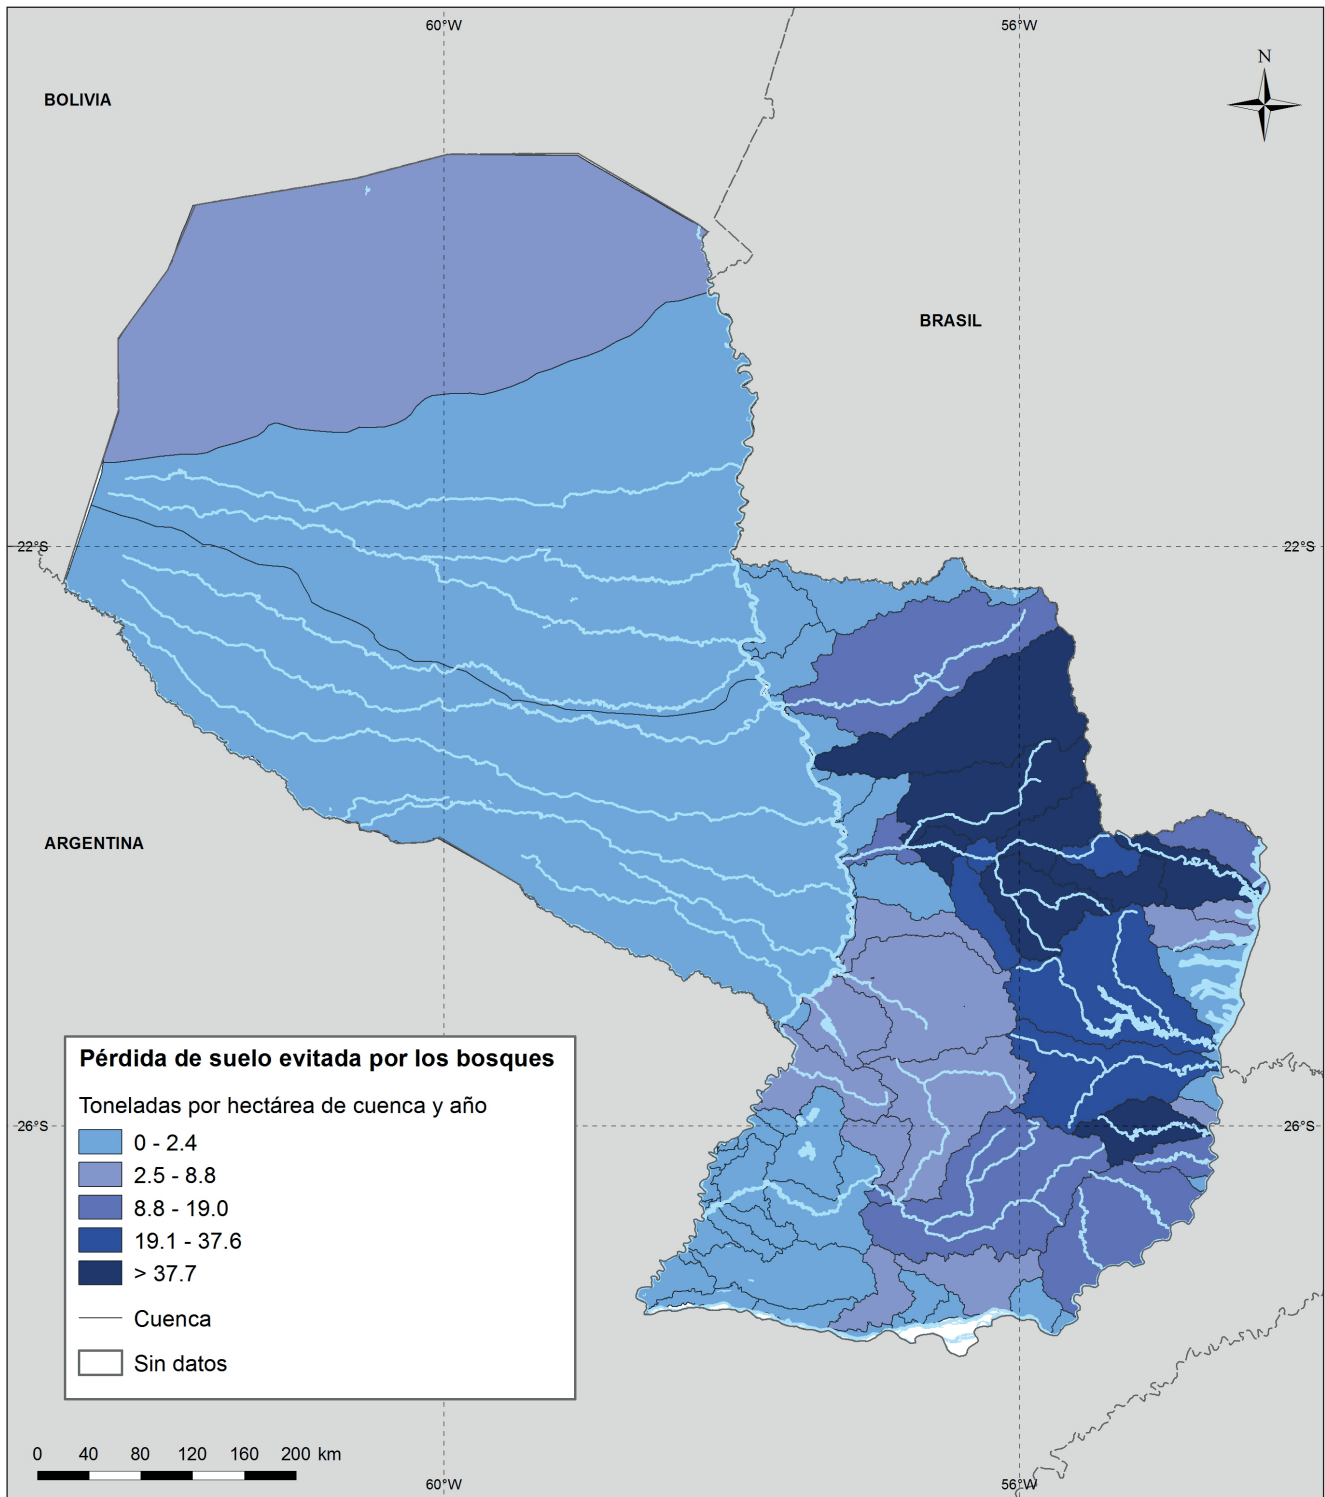 60°W
56°W
N
BOLIVIA
BRASIL
22°S
22°S
ARGENTINA
Pérdida de suelo evitada por los bosques
Toneladas por hectárea de cuenca y año
0 - 2.4
2.5 - 8.8
8.8 - 19.0
19.1 - 37.6
> 37.7
Cuenca
Sin datos
26°S
26°S
0 40 80 120 160 200 km
60°W
56°W